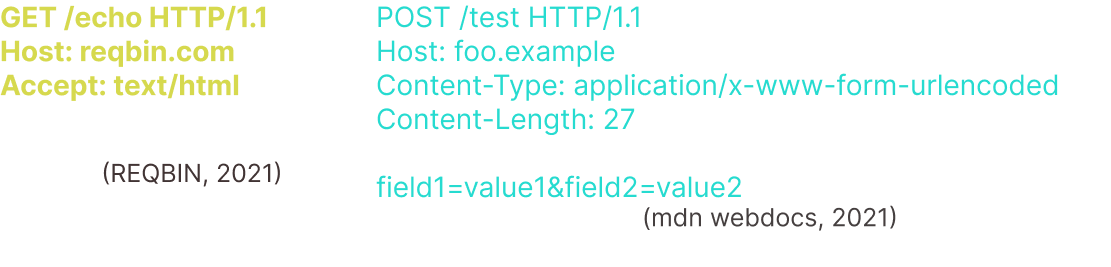 GET /echo HTTP/1.1
Host: reqbin.com
Accept: text/html
(REQBIN, 2021)
POST /test HTTP/1.1
Host: foo.example
Content-Type: application/x-www-form-urlencoded
Content-Length: 27
field1=value1&field2=value2
(mdn webdocs, 2021)